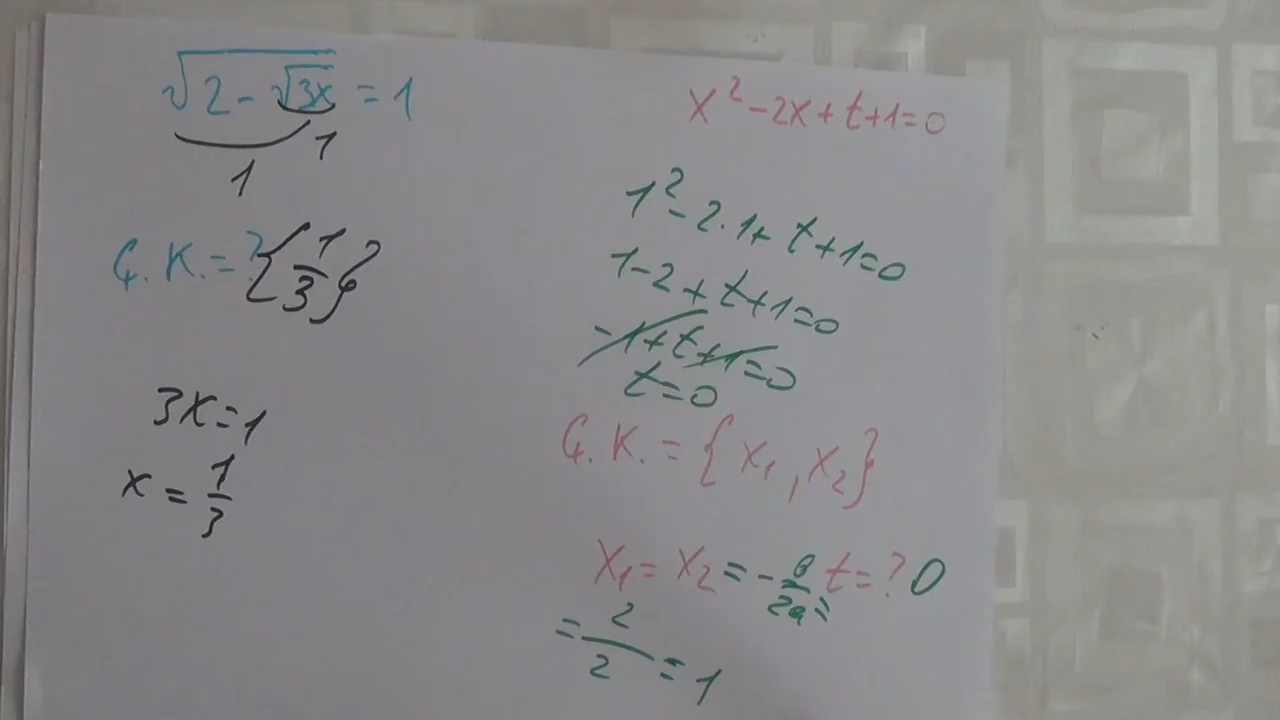 √(2 - √(3x)) = 1
1
1
Ç.K. = ? {1/3}
3x = 1
x = 1/3
x² - 2x + t + 1 = 0
1² - 2.1 + t + 1 = 0
1 - 2 + t + 1 = 0
-1 + t + 1 = 0
t = 0
Ç.K. = {x₁, x₂}
x₁ = x₂ = - b/2a = t = ? 0
= 2/2 = 1